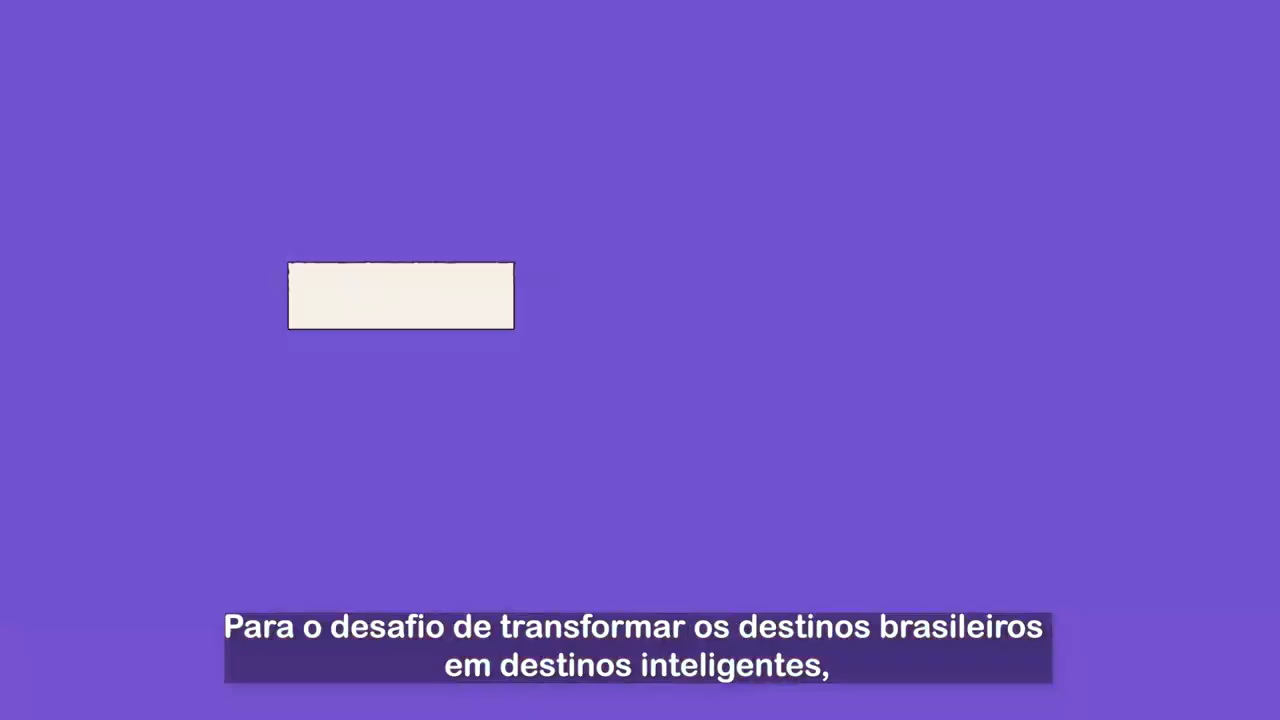 Para o desafio de transformar os destinos brasileiros
em destinos inteligentes,